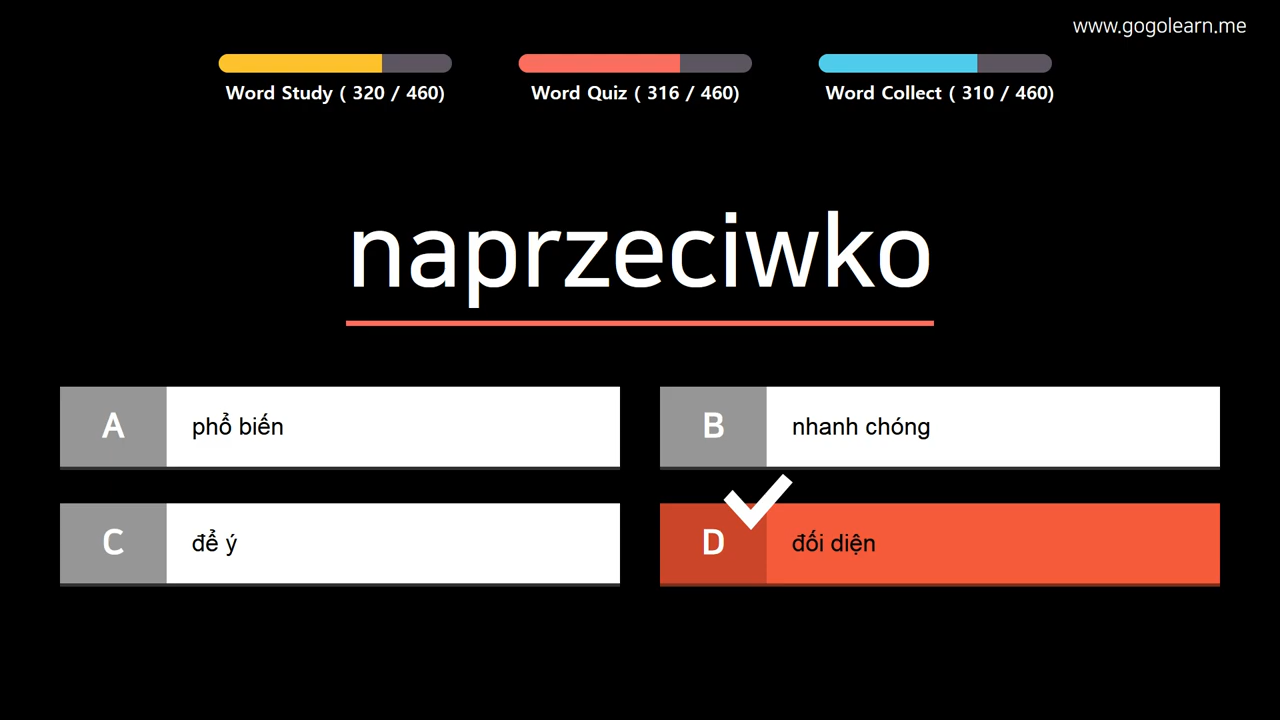 www.gogolearn.me
Word Study ( 320 / 460)
Word Quiz ( 316 / 460)
Word Collect ( 310 / 460)
naprzeciwko
A phổ biến
B nhanh chóng
C để ý
D đối diện